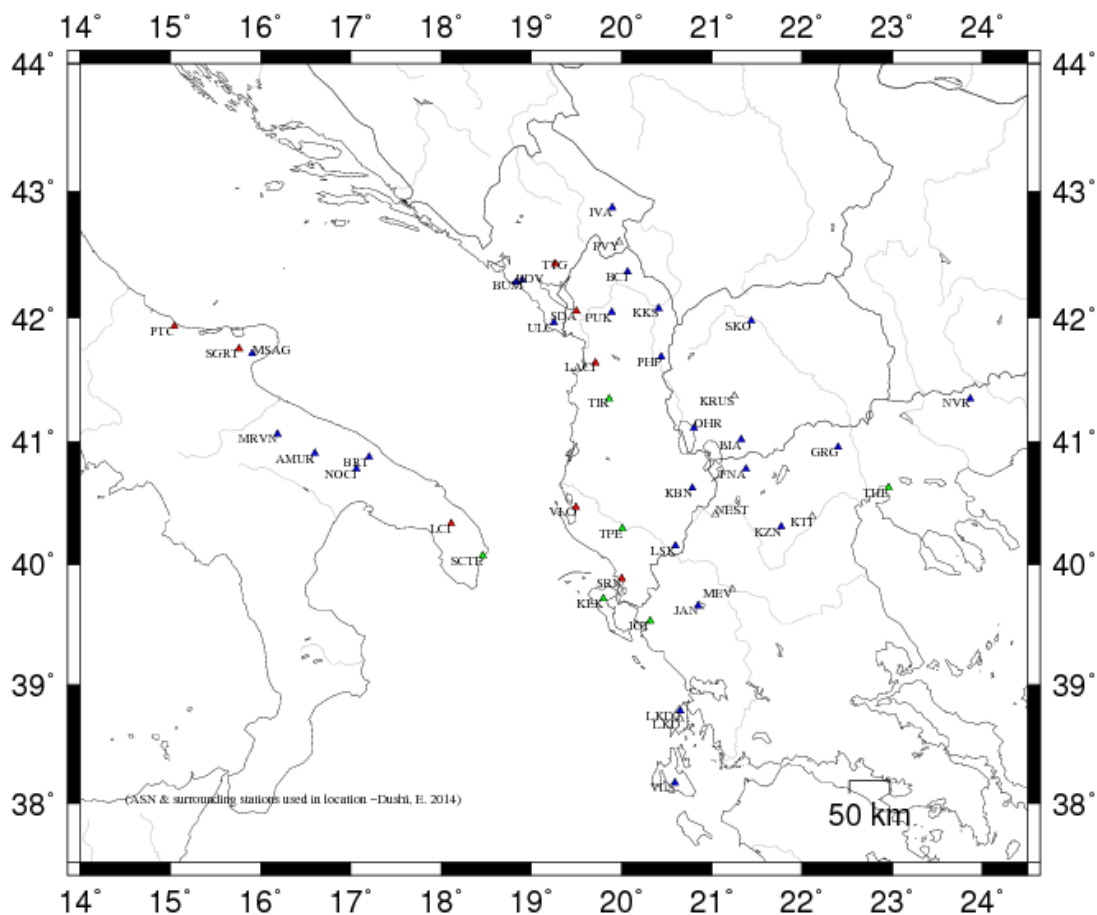 14° 15° 16° 17° 18° 19° 20° 21° 22° 23° 24°
44° 44°
43° 43°
IVA
PVY
TTG
BCI
BDV
BUM
KKS
SDA PUK
42° 42°
ULC
SKO
PTC
SGRT MSAG
PHP
LACI
TIR KRUS NVR
OHR
MRVN BIA
41° 41°
GRG
AMUR BRT
NOCI FNA
KBN THE
NEST
VLO KTI
LCI
TPE KZN
LSK
SCTE
40° 40°
SRN
MEV
KEK
JAN
IGT
39° 39°
LKD2
LKD
VLS
(ASN & surrounding stations used in location −Dushi, E. 2014)
38° 38°
50 km
14° 15° 16° 17° 18° 19° 20° 21° 22° 23° 24°